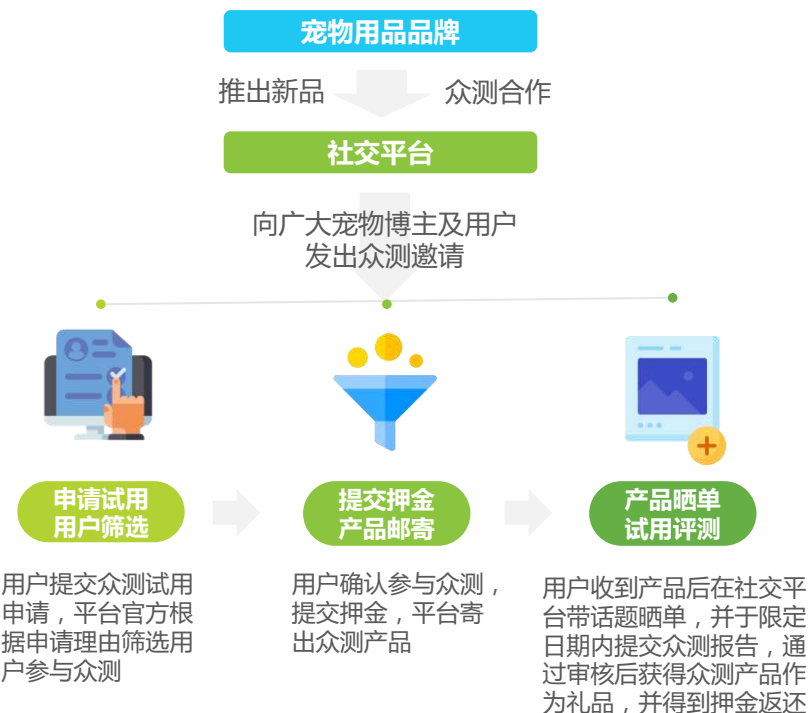 宠物用品品牌
推出新品 众测合作
社交平台
向广大宠物博主及用户
发出众测邀请
申请试用
用户筛选
提交押金
产品邮寄
产品晒单
试用评测
用户提交众测试用
申请，平台官方根
据申请理由筛选用
户参与众测
用户确认参与众测，
提交押金，平台寄
出众测产品
用户收到产品后在社交平
台带话题晒单，并于限定
日期内提交众测报告，通
过审核后获得众测产品作
为礼品，并得到押金返还